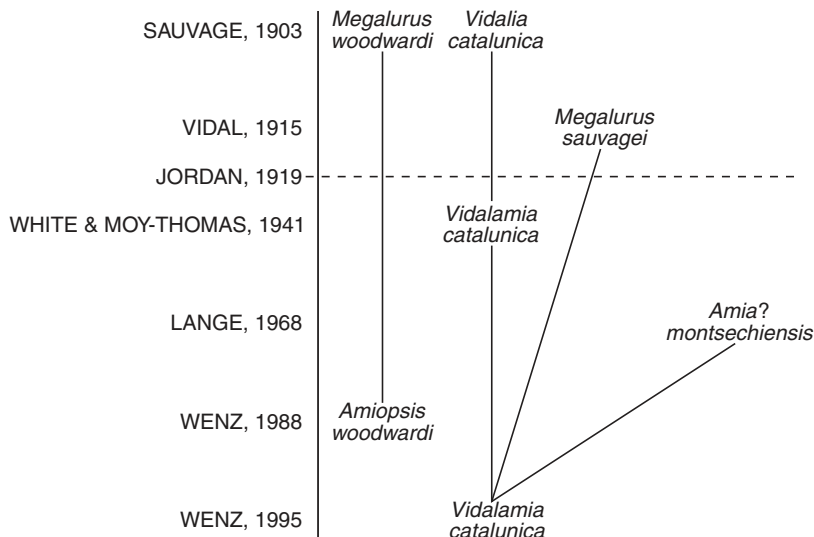 SAUVAGE, 1903
Megalurus
woodwardi
Vidalia
catalunica
VIDAL, 1915
Megalurus
sauvagei
JORDAN, 1919
WHITE & MOY-THOMAS, 1941
Vidalamia
catalunica
LANGE, 1968
Amia?
montsechiensis
WENZ, 1988
Amiopsis
woodwardi
WENZ, 1995
Vidalamia
catalunica